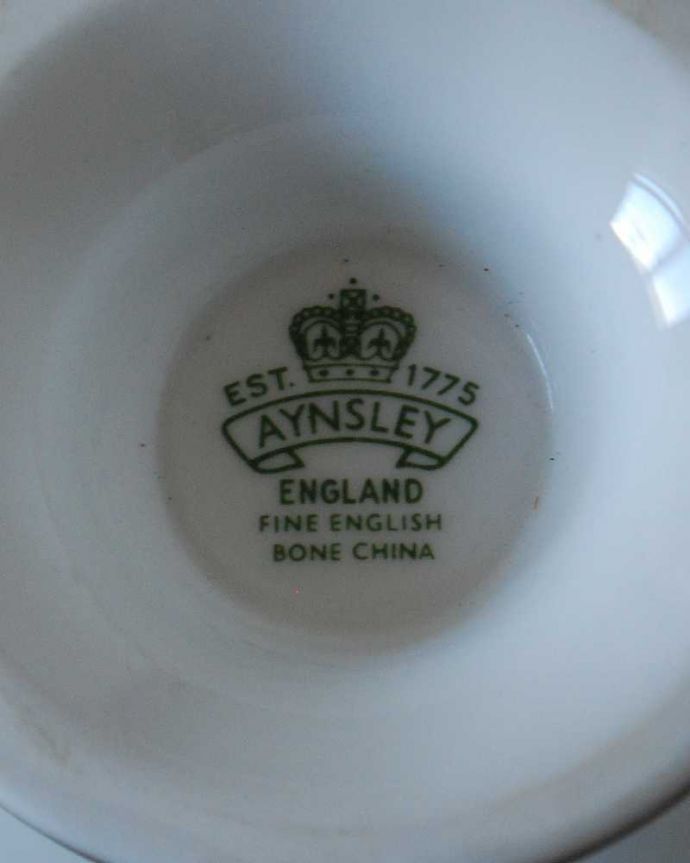 EST. 1775
AYNSLEY
ENGLAND
FINE ENGLISH
BONE CHINA